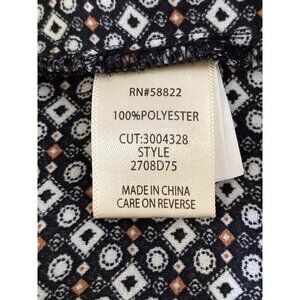 RN#58822
100%POLYESTER
CUT:3004328
STYLE
2708D75
MADE IN CHINA
CARE ON REVERSE